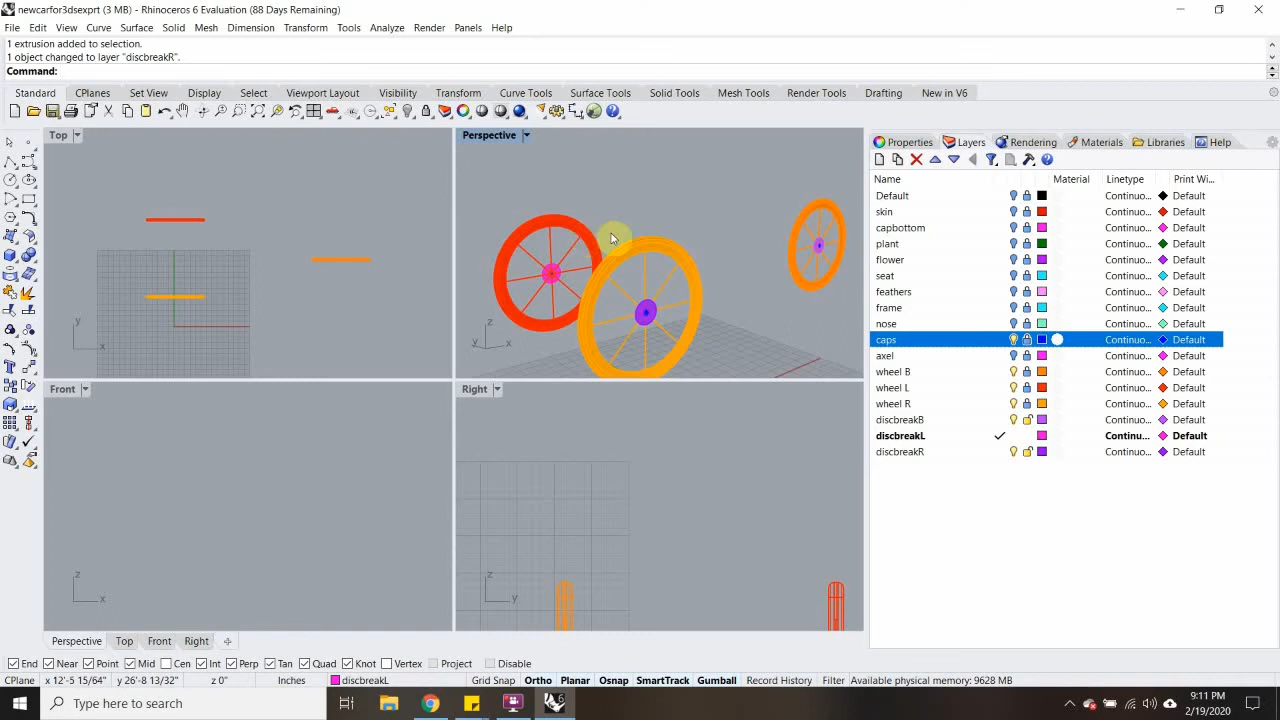 newcarfor3dsexprt (3 MB) - Rhinoceros 6 Evaluation (88 Days Remaining)
File Edit View Curve Surface Solid Mesh Dimension Transform Tools Analyze Render Panels Help
1 extrusion added to selection.
1 object changed to layer "discbreakR".
Command:
Standard CPlanes Set View Display Select Viewport Layout Visibility Transform Curve Tools Surface Tools Solid Tools Mesh Tools Render Tools Drafting New in V6
Top
Perspective
Properties Layers Rendering Materials Libraries Help
Name Material Linetype Print Wi...
Default Continuo... Default
skin Continuo... Default
capbottom Continuo... Default
plant Continuo... Default
flower Continuo... Default
seat Continuo... Default
feathers Continuo... Default
frame Continuo... Default
nose Continuo... Default
caps Continuo... Default
axel Continuo... Default
wheel B Continuo... Default
wheel L Continuo... Default
wheel R Continuo... Default
discbreakB Continuo... Default
discbreakL Continu... Default
discbreakR Continuo... Default
y
x
z
y
x
Front
Right
z
x
z
y
Perspective Top Front Right
End Near Point Mid Cen Int Perp Tan Quad Knot Vertex Project Disable
CPlane x 12'-5 15/64" y 26'-8 13/32" z 0" Inches discbreakL Grid Snap Ortho Planar Osnap SmartTrack Gumball Record History Filter Available physical memory: 9628 MB
Type here to search
9:11 PM
2/19/2020